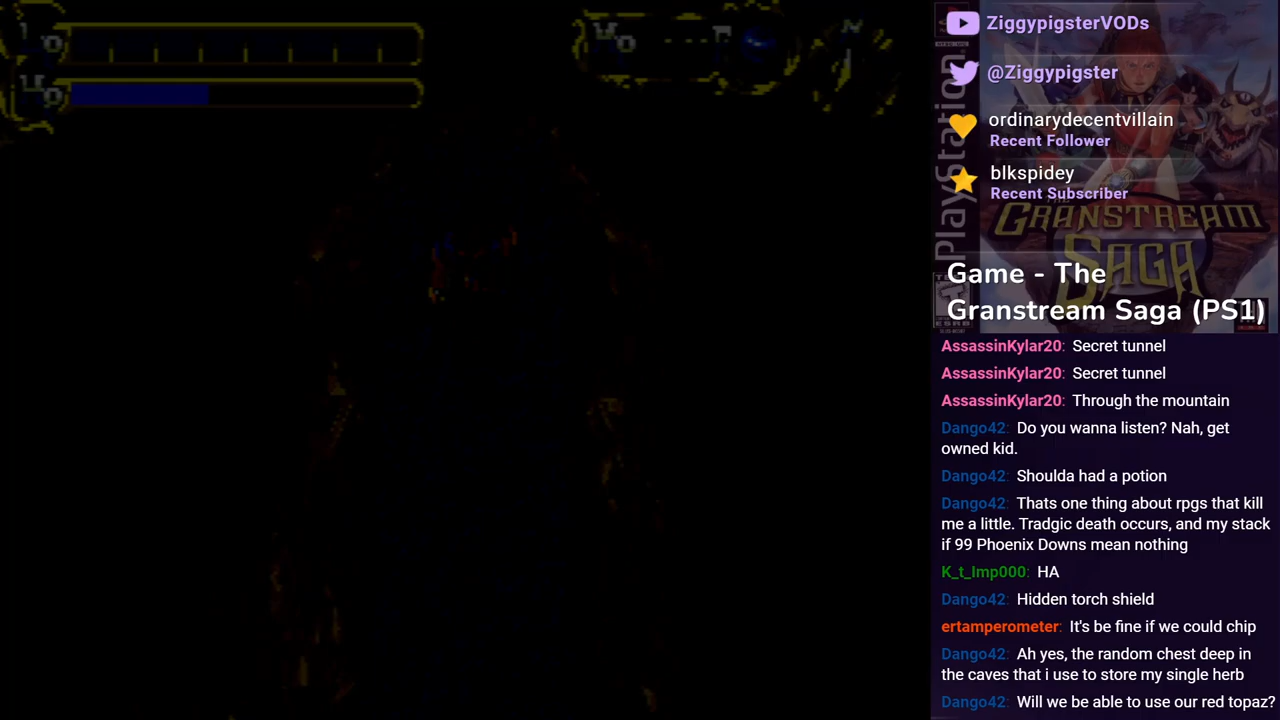 ZiggypigsterVODs
@Ziggypigster
ordinarydecentvillain
Recent Follower
blkspidey
Recent Subscriber
PlayStation
THE
GRANSTREAM
SAGA
Game - The
Granstream Saga (PS1)
AssassinKylar20: Secret tunnel
AssassinKylar20: Secret tunnel
AssassinKylar20: Through the mountain
Dango42: Do you wanna listen? Nah, get
owned kid.
Dango42: Shoulda had a potion
Dango42: Thats one thing about rpgs that kill
me a little. Tradgic death occurs, and my stack
if 99 Phoenix Downs mean nothing
K_t_Imp000: HA
Dango42: Hidden torch shield
ertamperometer: It's be fine if we could chip
Dango42: Ah yes, the random chest deep in
the caves that i use to store my single herb
Dango42: Will we be able to use our red topaz?